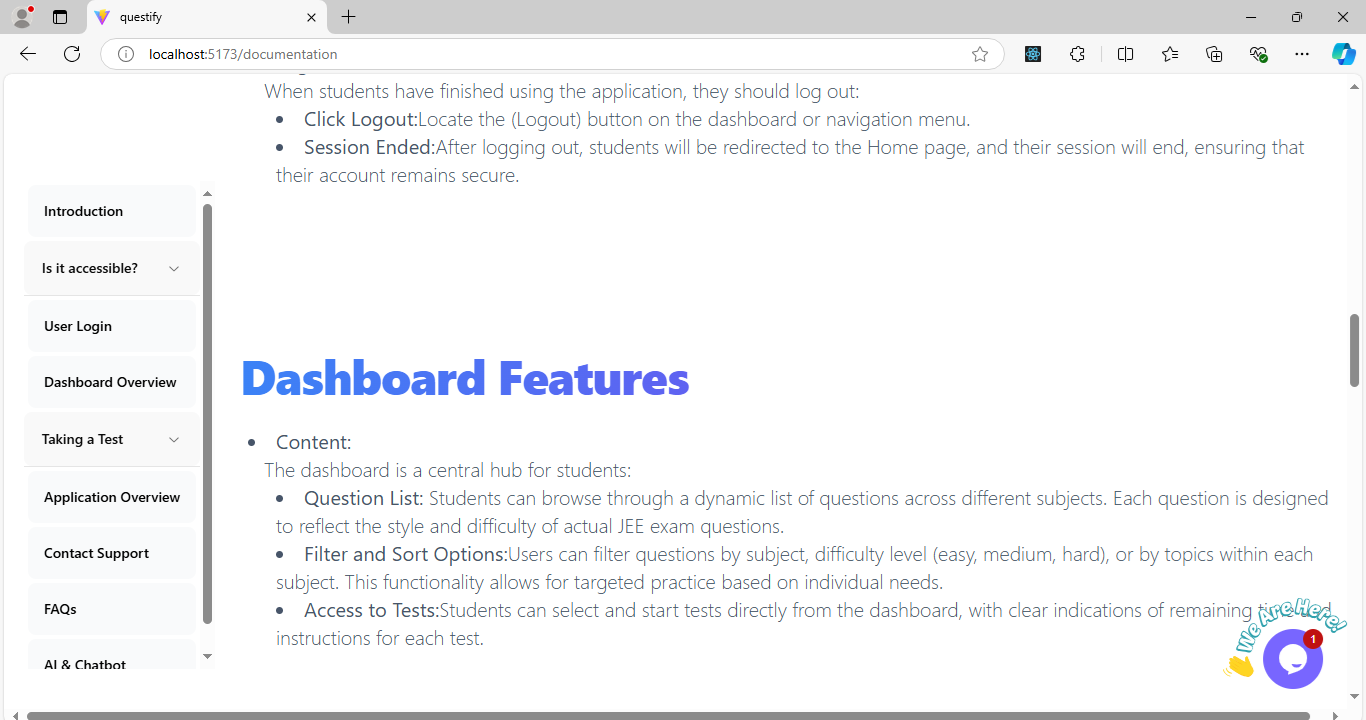 questify
localhost:5173/documentation
When students have finished using the application, they should log out:
Click Logout:Locate the (Logout) button on the dashboard or navigation menu.
Session Ended:After logging out, students will be redirected to the Home page, and their session will end, ensuring that
their account remains secure.
Introduction
Is it accessible?
User Login
Dashboard Overview
Taking a Test
Application Overview
Contact Support
FAQs
AI & Chatbot
Dashboard Features
Content:
The dashboard is a central hub for students:
Question List: Students can browse through a dynamic list of questions across different subjects. Each question is designed
to reflect the style and difficulty of actual JEE exam questions.
Filter and Sort Options:Users can filter questions by subject, difficulty level (easy, medium, hard), or by topics within each
subject. This functionality allows for targeted practice based on individual needs.
Access to Tests:Students can select and start tests directly from the dashboard, with clear indications of remaining
instructions for each test.
We Are Here!
1